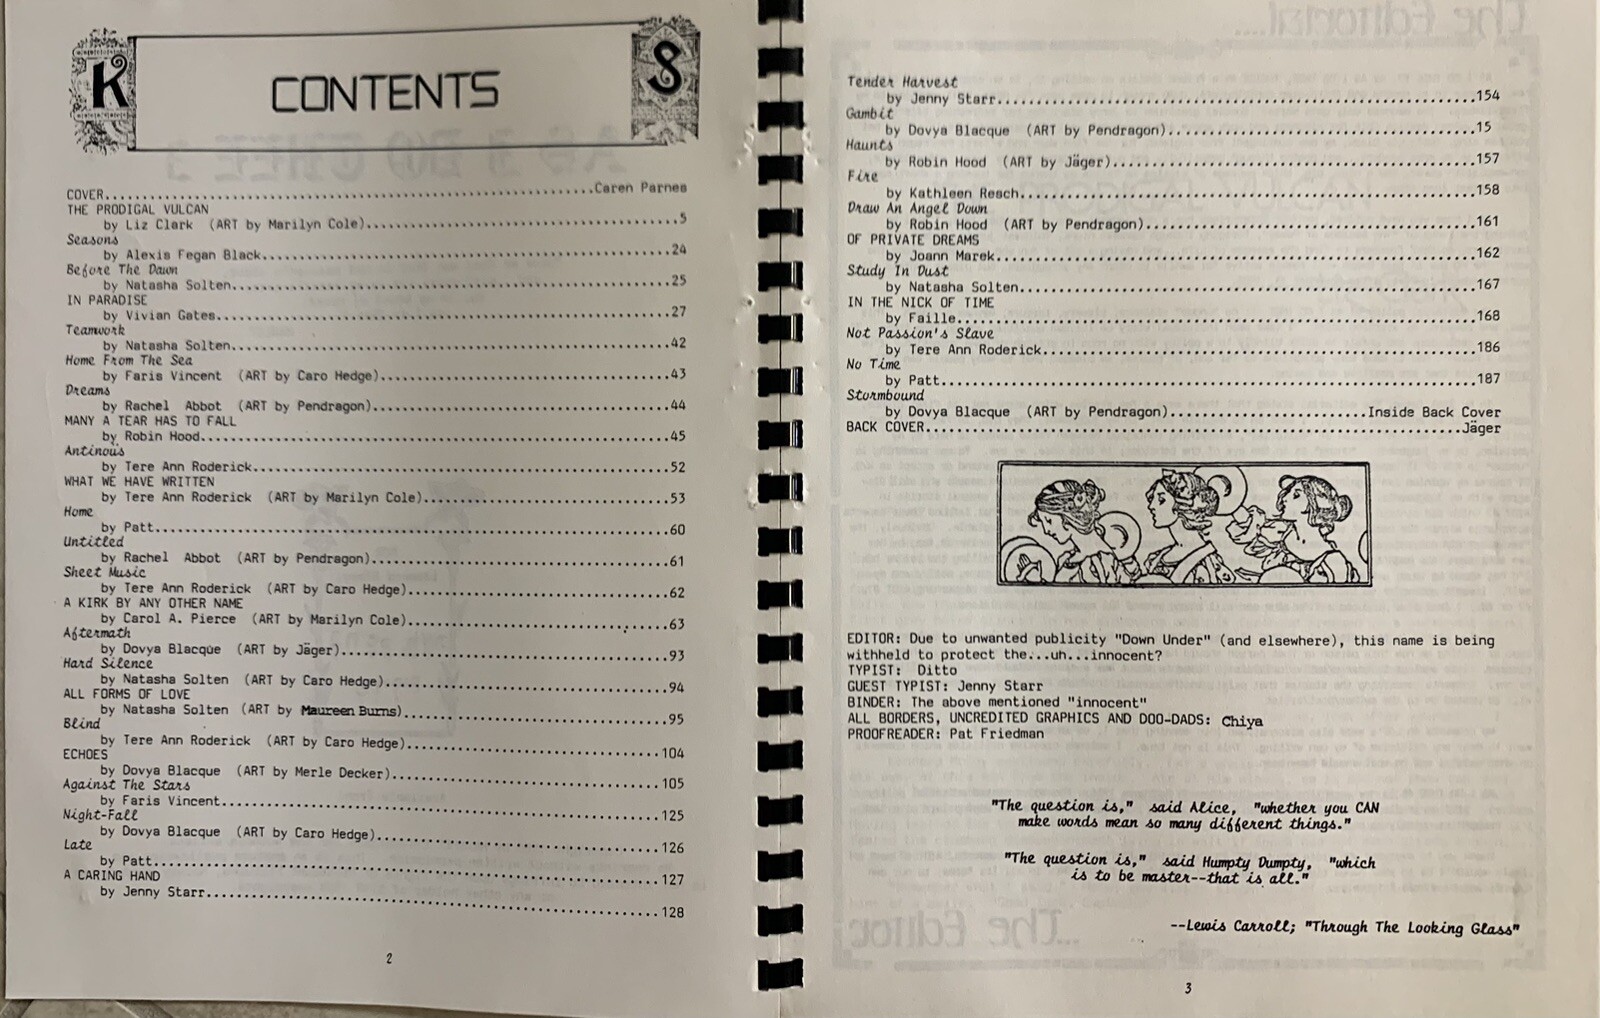 K
CONTENTS
S
COVER..........Caren Parnes
THE PRODIGAL VULCAN
by Liz Clark (ART by Marilyn Cole)..........5
Seasons
by Alexis Fegan Black..........24
Before The Dawn
by Natasha Solten..........25
IN PARADISE
by Vivian Gates..........27
Teamwork
by Natasha Solten..........42
Home From The Sea
by Faris Vincent (ART by Caro Hedge)..........43
Dreams
by Rachel Abbot (ART by Pendragon)..........44
MANY A TEAR HAS TO FALL
by Robin Hood..........45
Antinoüs
by Tere Ann Roderick..........52
WHAT WE HAVE WRITTEN
by Tere Ann Roderick (ART by Marilyn Cole)..........53
Home
by Patt..........60
Untitled
by Rachel Abbot (ART by Pendragon)..........61
Sheet Music
by Tere Ann Roderick (ART by Caro Hedge)..........62
A KIRK BY ANY OTHER NAME
by Carol A. Pierce (ART by Marilyn Cole)..........63
Aftermath
by Dovya Blacque (ART by Jäger)..........93
Hard Silence
by Natasha Solten (ART by Caro Hedge)..........94
ALL FORMS OF LOVE
by Natasha Solten (ART by Maureen Burns)..........95
Blind
by Tere Ann Roderick (ART by Caro Hedge)..........104
ECHOES
by Dovya Blacque (ART by Merle Decker)..........105
Against The Stars
by Faris Vincent..........125
Night-Fall
by Dovya Blacque (ART by Caro Hedge)..........126
Late
by Patt..........127
A CARING HAND
by Jenny Starr..........128
2
Tender Harvest
by Jenny Starr..........154
Gambit
by Dovya Blacque (ART by Pendragon)..........15
Haunts
by Robin Hood (ART by Jäger)..........157
Fire
by Kathleen Resch..........158
Draw An Angel Down
by Robin Hood (ART by Pendragon)..........161
OF PRIVATE DREAMS
by Joann Marek..........162
Study In Dust
by Natasha Solten..........167
IN THE NICK OF TIME
by Faille..........168
Not Passion's Slave
by Tere Ann Roderick..........186
No Time
by Patt..........187
Stormbound
by Dovya Blacque (ART by Pendragon)..........Inside Back Cover
BACK COVER..........Jäger
EDITOR: Due to unwanted publicity "Down Under" (and elsewhere), this name is being
withheld to protect the...uh...innocent?
TYPIST: Ditto
GUEST TYPIST: Jenny Starr
BINDER: The above mentioned "innocent"
ALL BORDERS, UNCREDITED GRAPHICS AND DOO-DADS: Chiya
PROOFREADER: Pat Friedman
"The question is," said Alice, "whether you CAN
make words mean so many different things."
"The question is," said Humpty Dumpty, "which
is to be master--that is all."
--Lewis Carroll; "Through The Looking Glass"
3